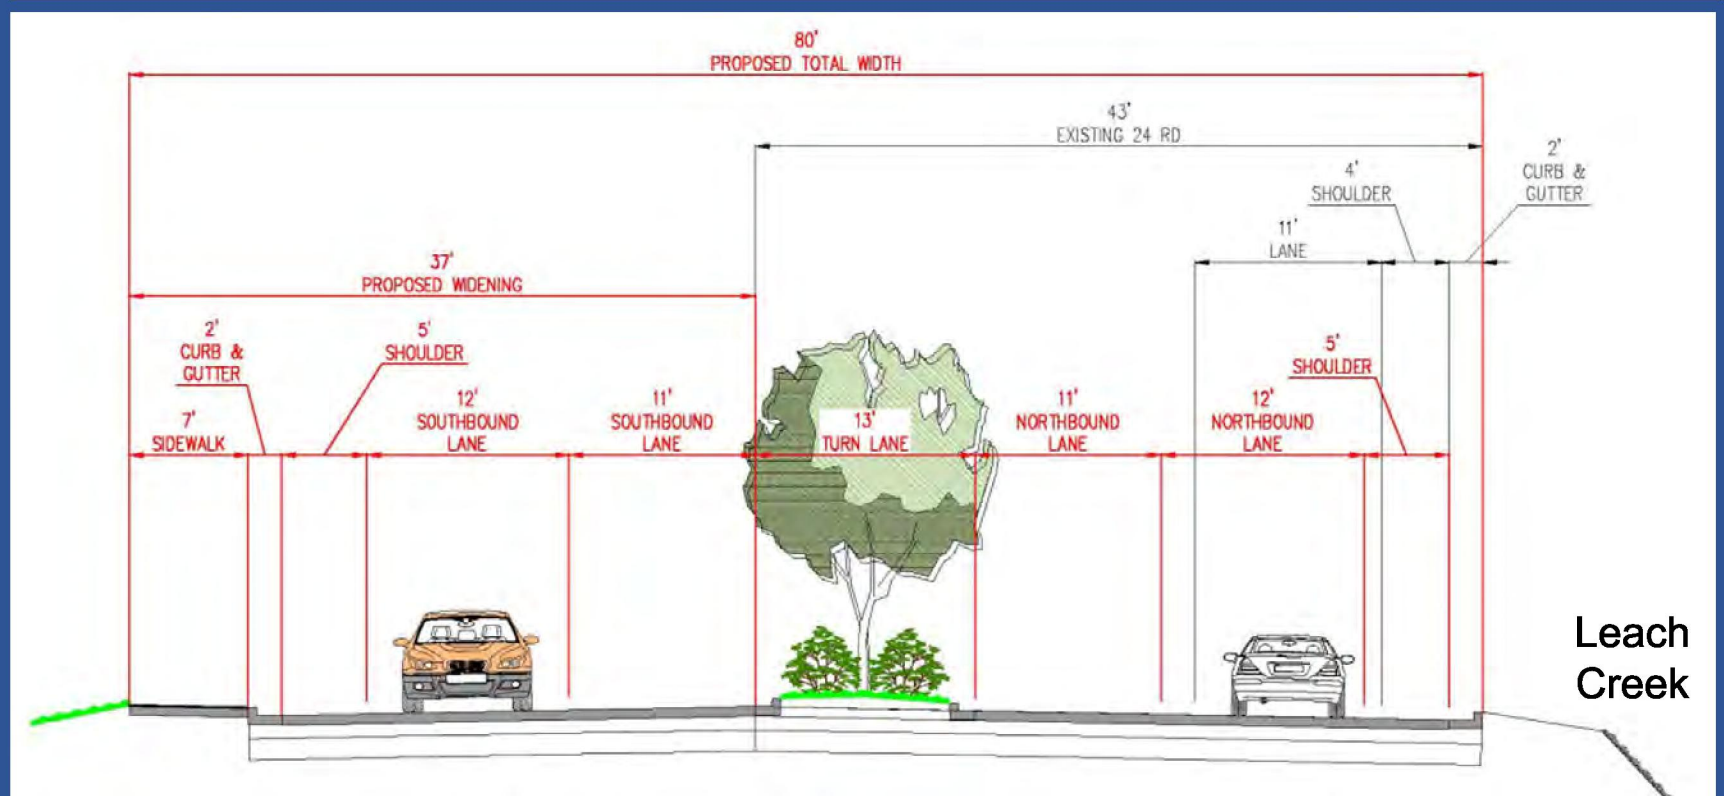 80'
PROPOSED TOTAL WIDTH
43'
EXISTING 24 RD
2'
CURB &
GUTTER
4'
SHOULDER
11'
LANE
37'
PROPOSED WIDENING
2'
CURB &
GUTTER
5'
SHOULDER
5'
SHOULDER
7'
SIDEWALK
12'
SOUTHBOUND
LANE
11'
SOUTHBOUND
LANE
13'
TURN LANE
11'
NORTHBOUND
LANE
12'
NORTHBOUND
LANE
Leach
Creek